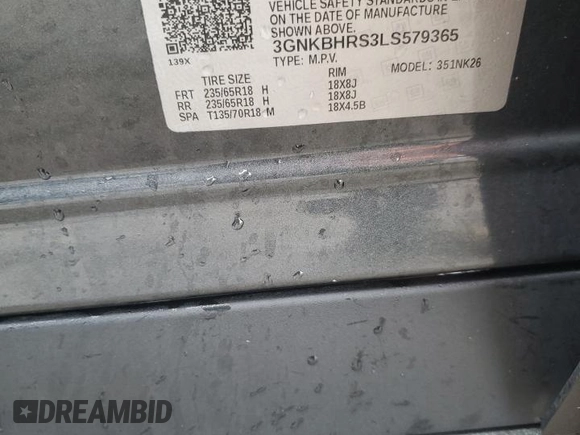 VEHICLE SAFETY STANDARDS IN
ON THE DATE OF MANUFACTURE
SHOWN ABOVE.
3GNKBHRS3LS579365
TYPE: M.P.V. MODEL: 351NK26
139X
TIRE SIZE RIM
FRT 235/65R18 H 18X8J
RR 235/65R18 H 18X8J
SPA T135/70R18 M 18X4.5B
DREAMBID